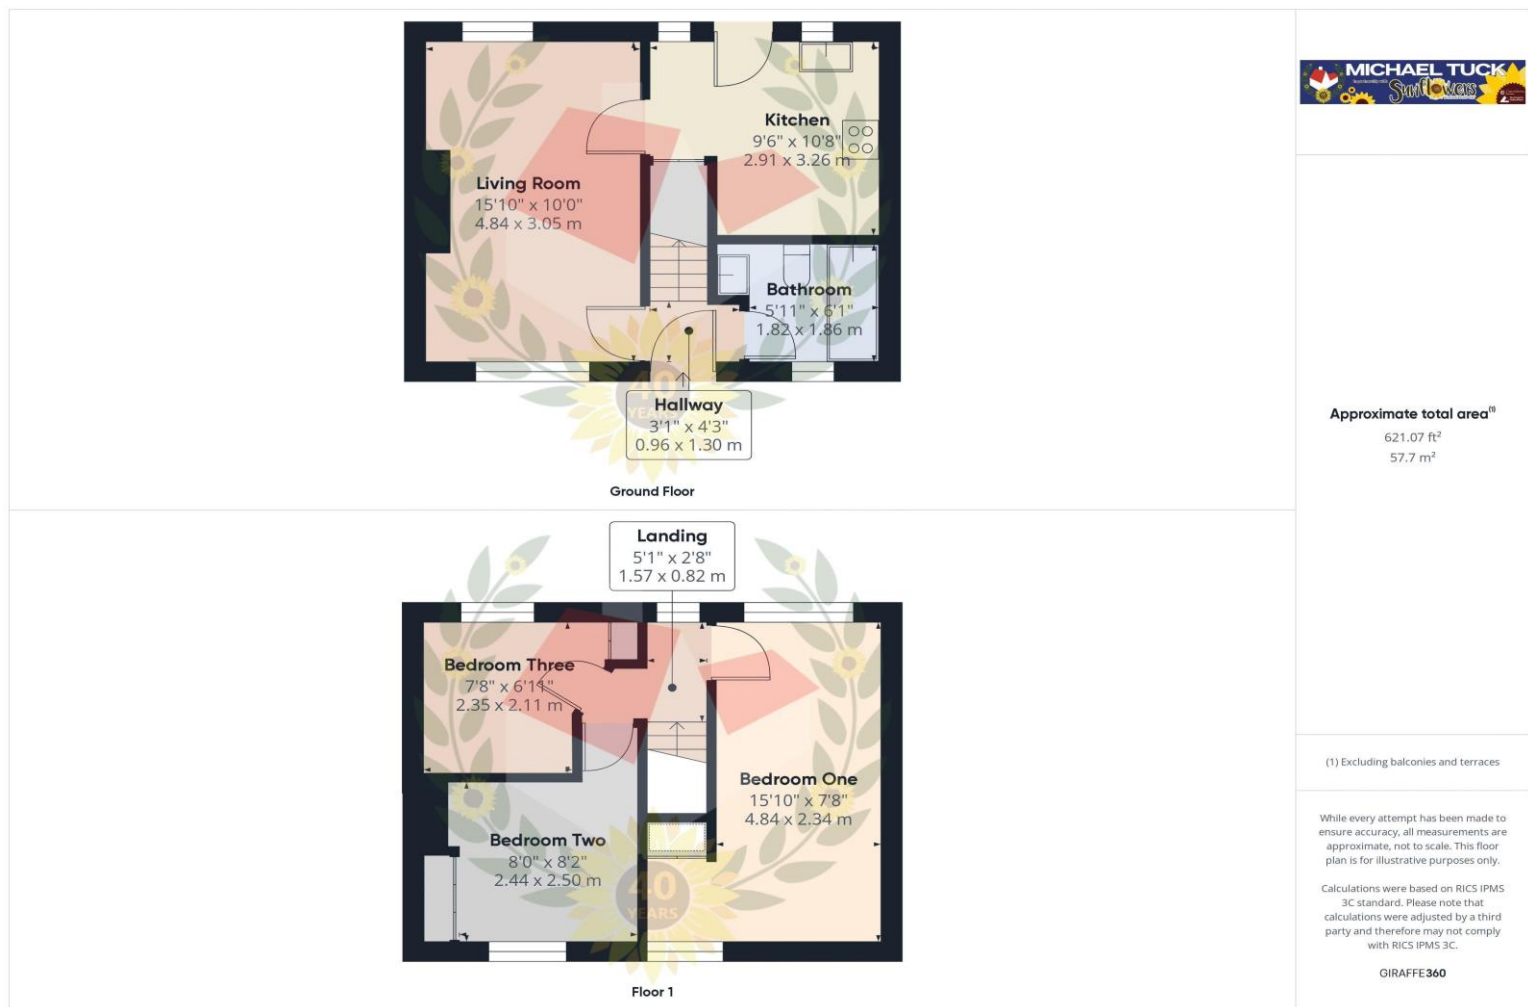 Living Room
15'10" x 10'0"
4.84 x 3.05 m
Kitchen
9'6" x 10'8"
2.91 x 3.26 m
Bathroom
5'11" x 6'1"
1.82 x 1.86 m
Hallway
3'1" x 4'3"
0.96 x 1.30 m
40
YEARS
Ground Floor
Landing
5'1" x 2'8"
1.57 x 0.82 m
Bedroom Three
7'8" x 6'11"
2.35 x 2.11 m
Bedroom One
15'10" x 7'8"
4.84 x 2.34 m
Bedroom Two
8'0" x 8'2"
2.44 x 2.50 m
40
YEARS
Floor 1
MICHAEL TUCK
Sunflowers
Approximate total area(1)
621.07 ft²
57.7 m²
(1) Excluding balconies and terraces
While every attempt has been made to
ensure accuracy, all measurements are
approximate, not to scale. This floor
plan is for illustrative purposes only.
Calculations were based on RICS IPMS
3C standard. Please note that
calculations were adjusted by a third
party and therefore may not comply
with RICS IPMS 3C.
GIRAFFE360